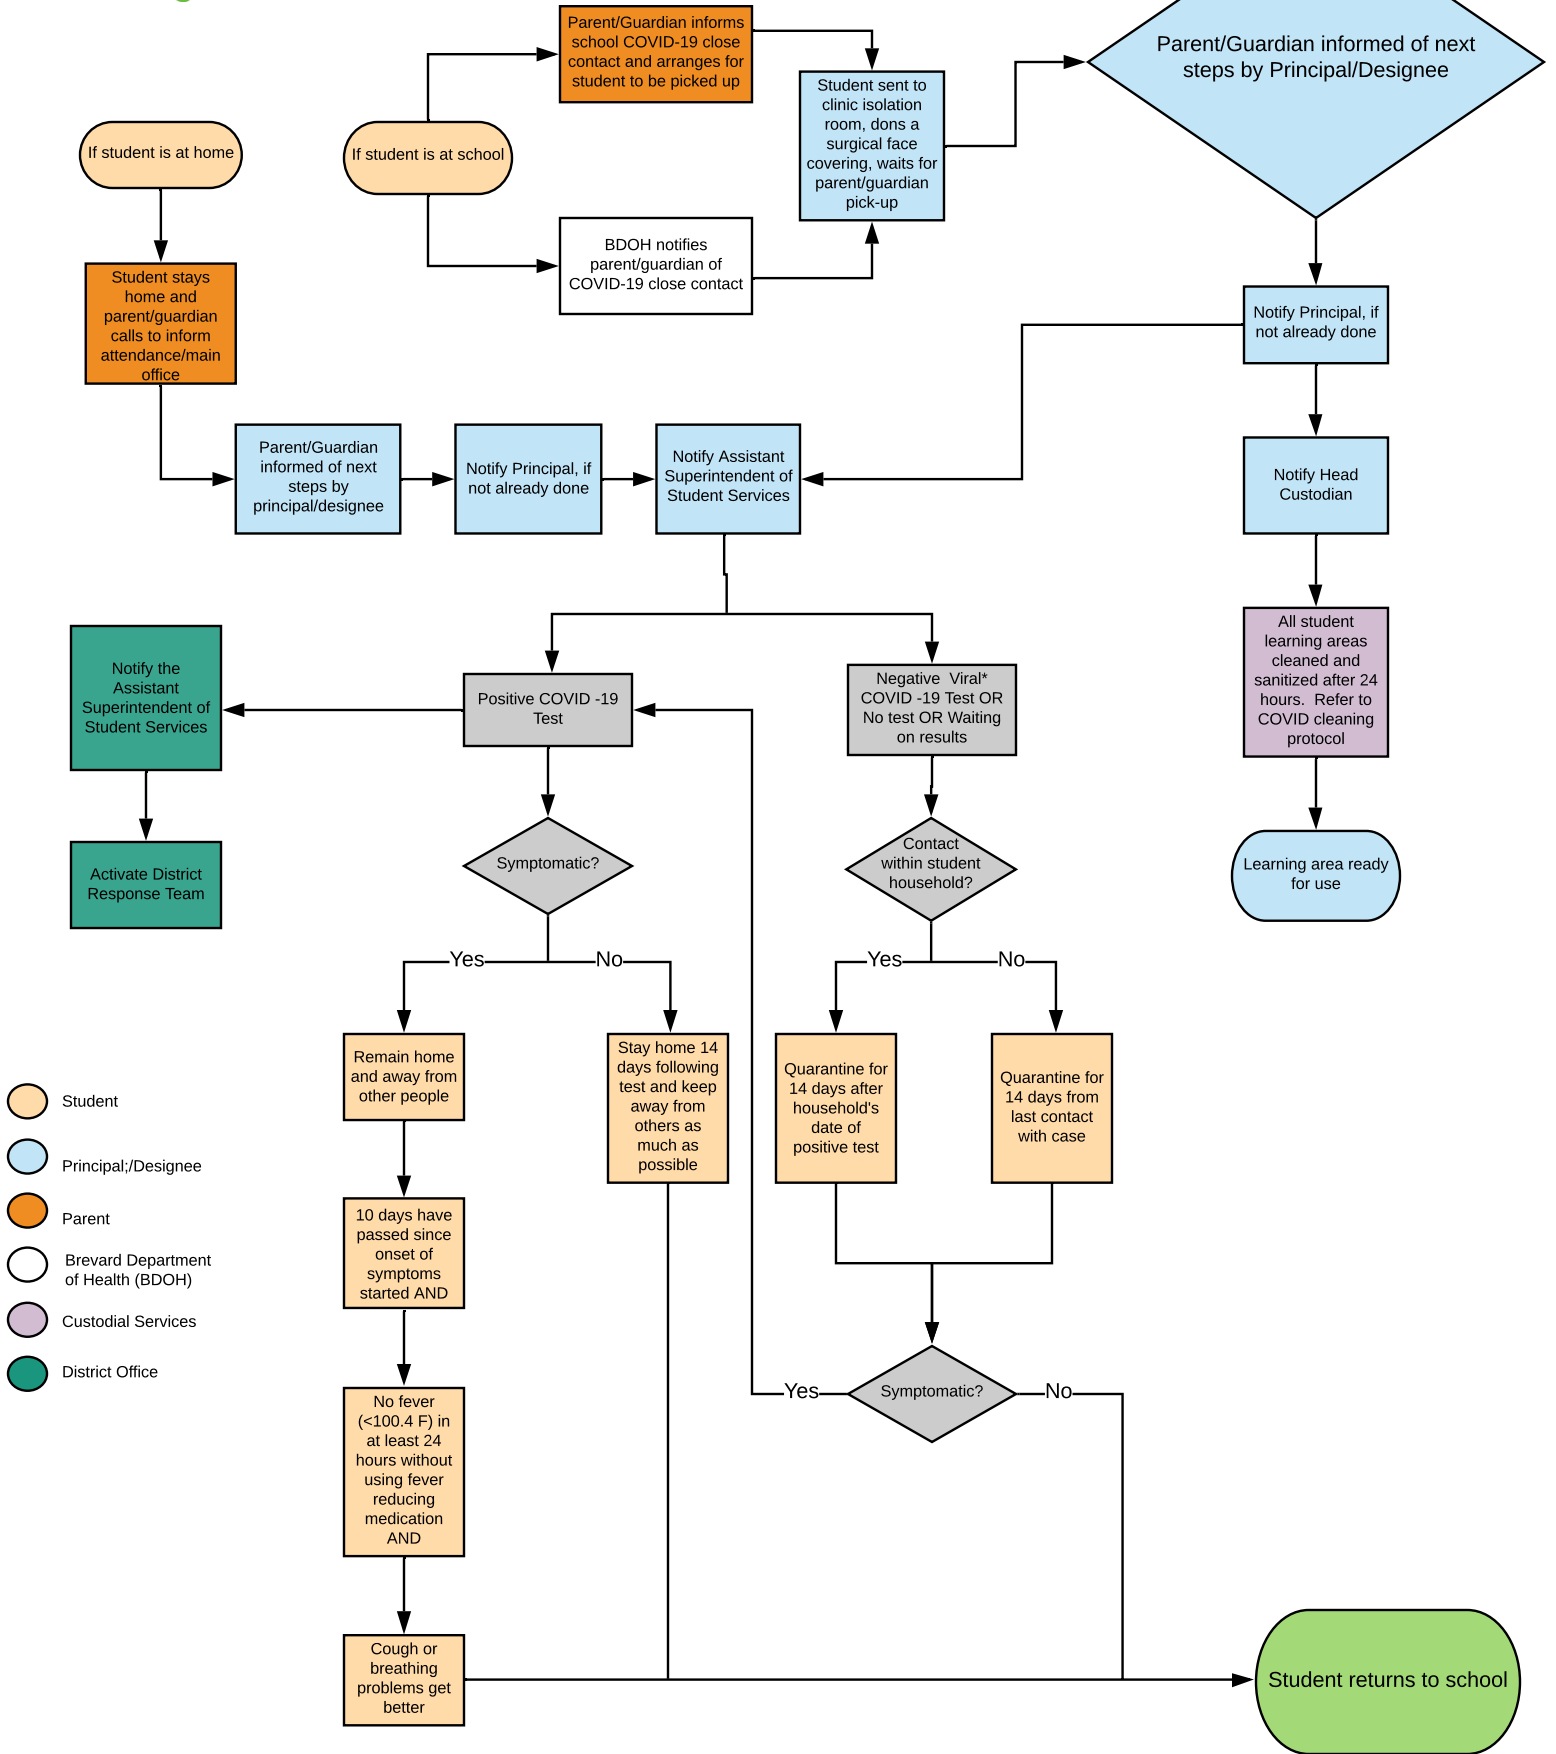 Parent/Guardian informs
school COVID-19 close
contact and arranges for
student to be picked up
Parent/Guardian informed of next
steps by Principal/Designee
Student sent to
clinic isolation
room, dons a
surgical face
covering, waits for
parent/guardian
pick-up
If student is at home
If student is at school
BDOH notifies
parent/guardian of
COVID-19 close contact
Student stays
home and
parent/guardian
calls to inform
attendance/main
office
Notify Principal, if
not already done
Parent/Guardian
informed of next
steps by
principal/designee
Notify Principal, if
not already done
Notify Assistant
Superintendent of
Student Services
Notify Head
Custodian
Notify the
Assistant
Superintendent of
Student Services
Positive COVID -19
Test
Negative  Viral*
COVID -19 Test OR
No test OR Waiting
on results
All student
learning areas
cleaned and
sanitized after 24
hours.  Refer to
COVID cleaning
protocol
Activate District
Response Team
Symptomatic?
Contact
within student
household?
Learning area ready
for use
Yes
No
Yes
No
Remain home
and away from
other people
Stay home 14
days following
test and keep
away from
others as
much as
possible
Quarantine for
14 days after
household's
date of
positive test
Quarantine for
14 days from
last contact
with case
Student
Principal;/Designee
Parent
Brevard Department
of Health (BDOH)
Custodial Services
District Office
10 days have
passed since
onset of
symptoms
started AND
Yes
Symptomatic?
No
No fever
(<100.4 F) in
at least 24
hours without
using fever
reducing
medication
AND
Cough or
breathing
problems get
better
Student returns to school